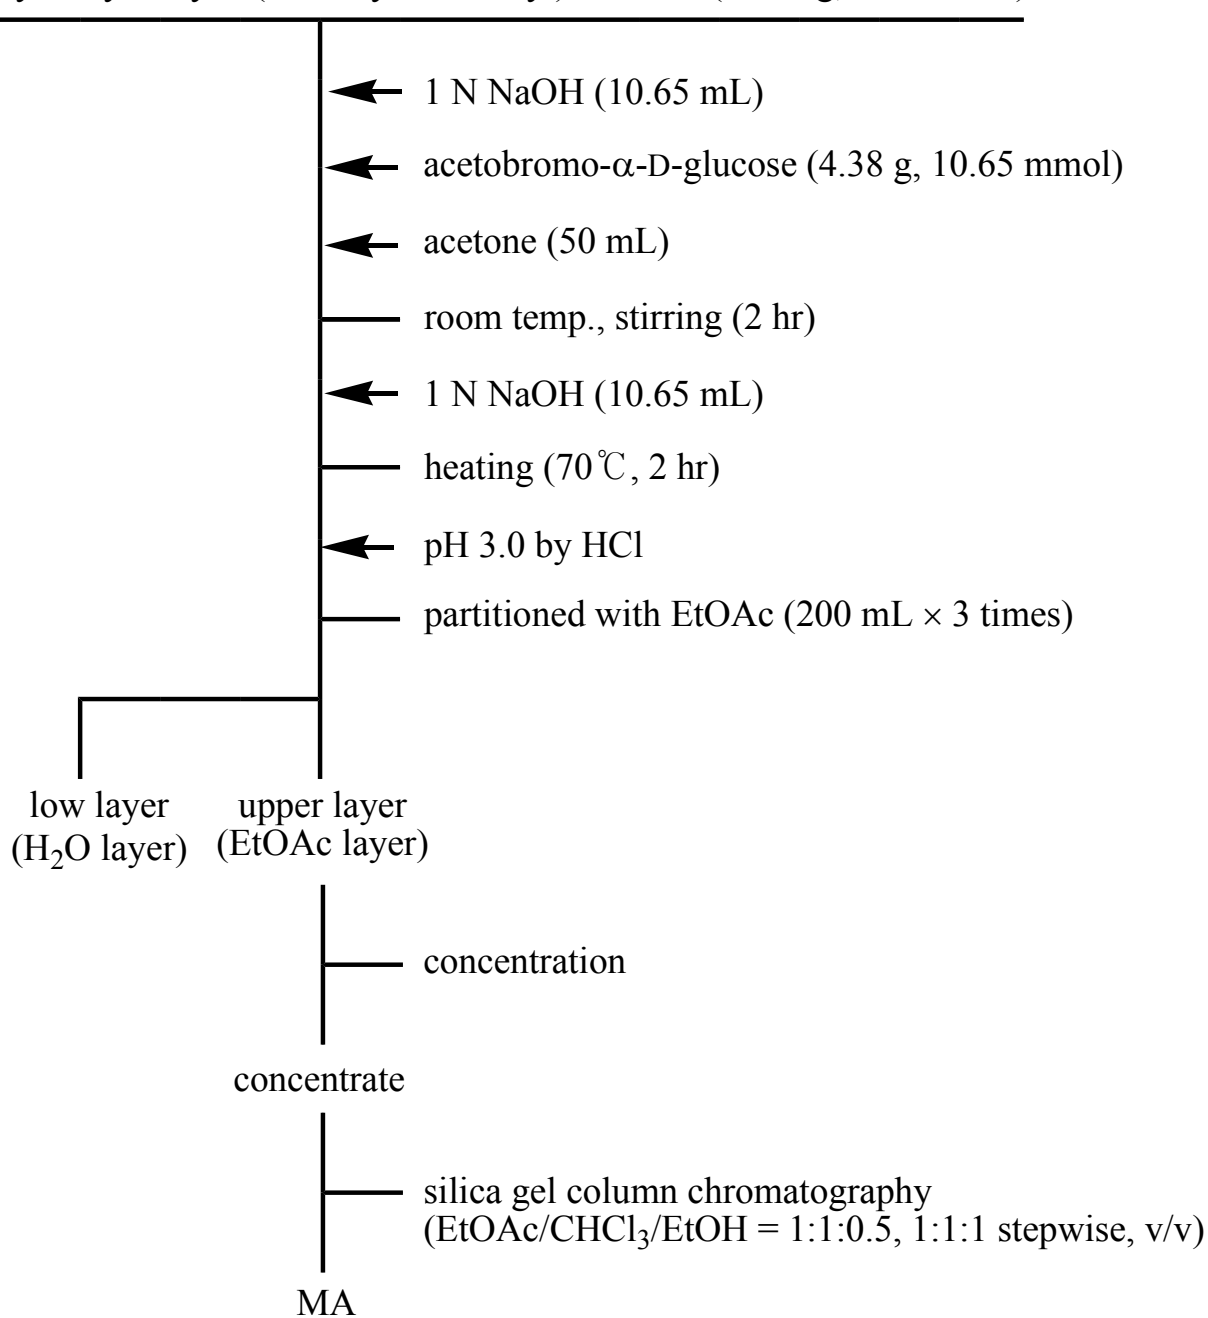 1 N NaOH (10.65 mL)
acetobromo-α-D-glucose (4.38 g, 10.65 mmol)
acetone (50 mL)
room temp., stirring (2 hr)
1 N NaOH (10.65 mL)
heating (70℃, 2 hr)
pH 3.0 by HCl
partitioned with EtOAc (200 mL × 3 times)
low layer
(H₂O layer)
upper layer
(EtOAc layer)
concentration
concentrate
silica gel column chromatography
(EtOAc/CHCl₃/EtOH = 1:1:0.5, 1:1:1 stepwise, v/v)
MA